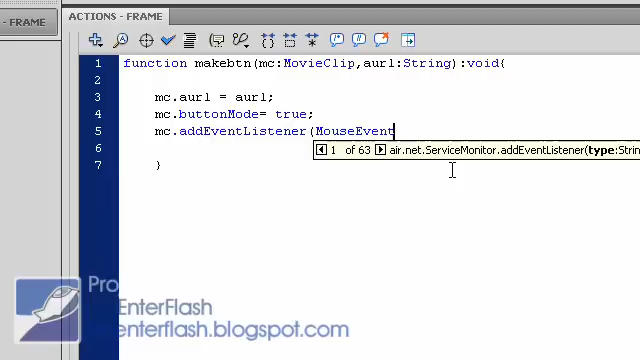 - FRAME
ACTIONS - FRAME
1 function makebtn(mc:MovieClip,aurl:String):void{
2
3 mc.aurl = aurl;
4 mc.buttonMode= true;
5 mc.addEventListener(MouseEvent
1 of 63 air.net.ServiceMonitor.addEventListener(type:Strin
6
7 }
Pro
EnterFlash
enterflash.blogspot.com